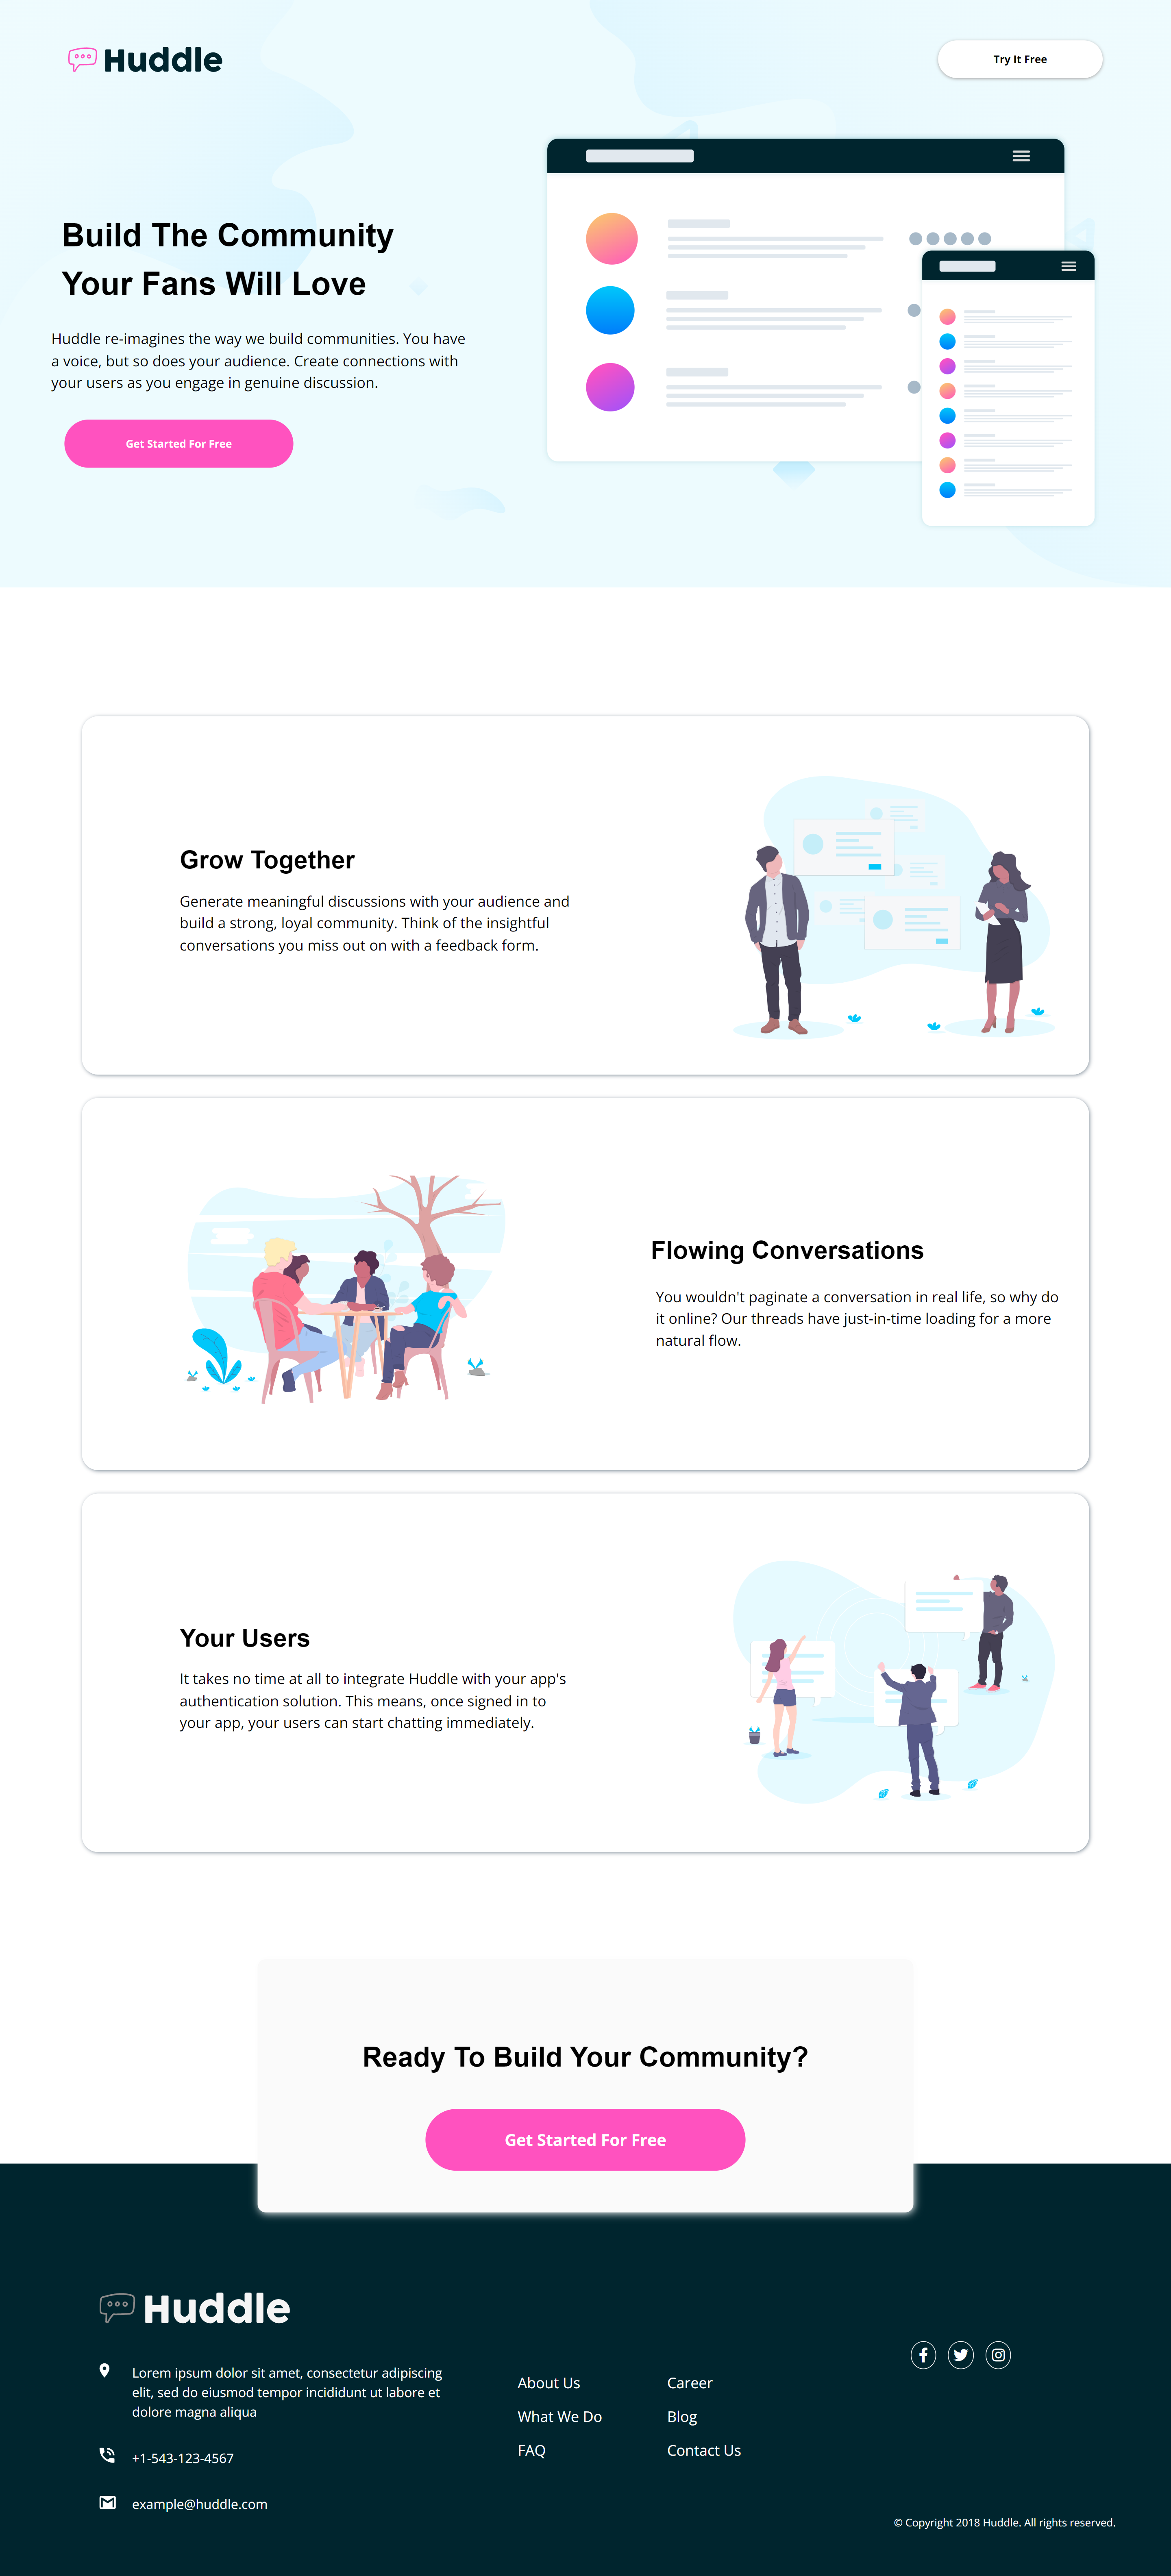 Huddle
Try It Free
Build The Community
Your Fans Will Love
Huddle re-imagines the way we build communities. You have
a voice, but so does your audience. Create connections with
your users as you engage in genuine discussion.
Get Started For Free
Grow Together
Generate meaningful discussions with your audience and
build a strong, loyal community. Think of the insightful
conversations you miss out on with a feedback form.
Flowing Conversations
You wouldn't paginate a conversation in real life, so why do
it online? Our threads have just-in-time loading for a more
natural flow.
Your Users
It takes no time at all to integrate Huddle with your app's
authentication solution. This means, once signed in to
your app, your users can start chatting immediately.
Ready To Build Your Community?
Get Started For Free
Huddle
Lorem ipsum dolor sit amet, consectetur adipiscing
elit, sed do eiusmod tempor incididunt ut labore et
dolore magna aliqua
+1-543-123-4567
example@huddle.com
About Us
What We Do
FAQ
Career
Blog
Contact Us
© Copyright 2018 Huddle. All rights reserved.